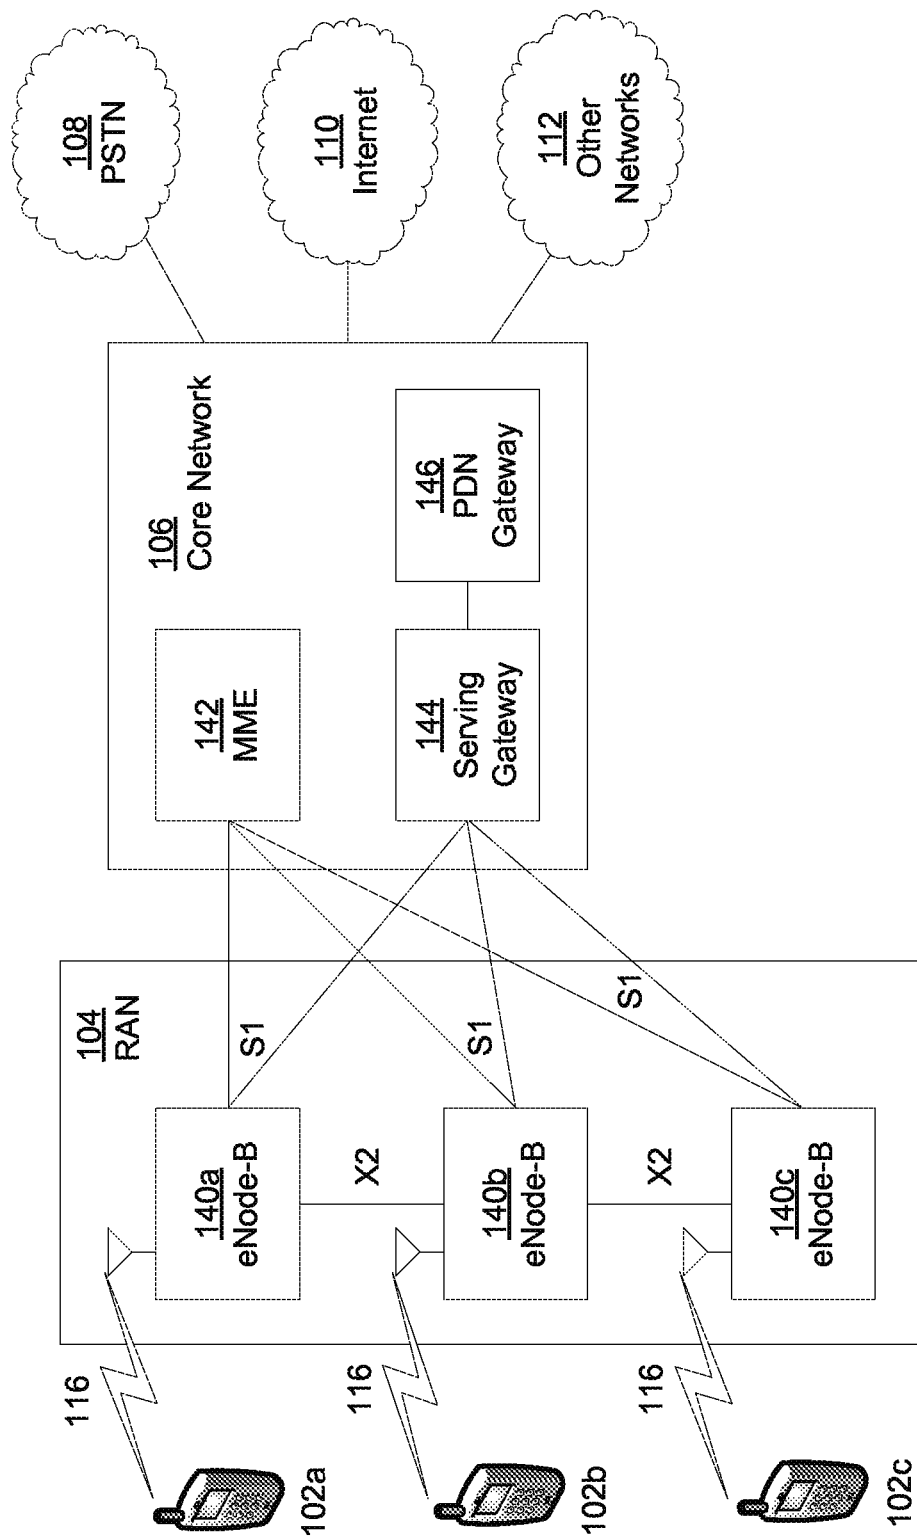 102a
102b
102c
116
116
116
104
RAN
140a
eNode-B
X2
140b
eNode-B
X2
140c
eNode-B
S1
S1
S1
106
Core Network
142
MME
144
Serving
Gateway
146
PDN
Gateway
108
PSTN
110
Internet
112
Other
Networks